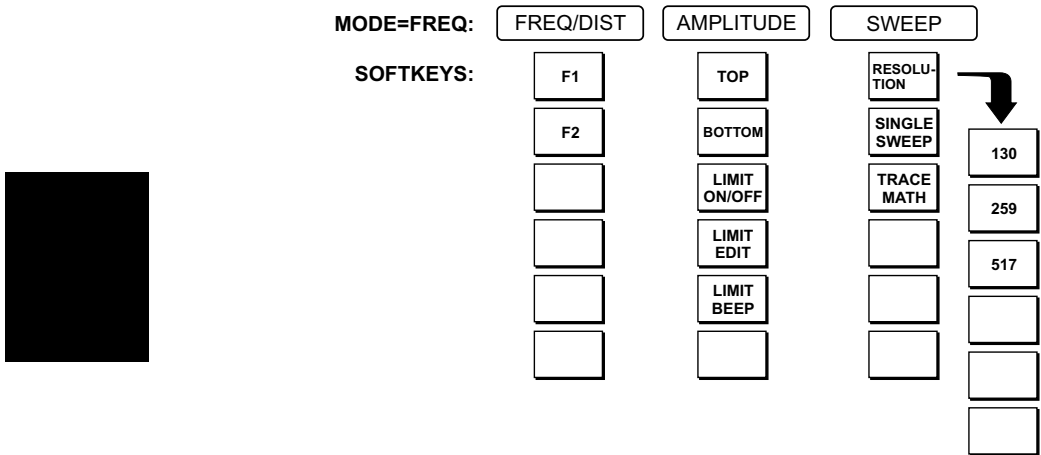 MODE=FREQ:
FREQ/DIST
AMPLITUDE
SWEEP
SOFTKEYS:
F1
F2
TOP
BOTTOM
LIMIT
ON/OFF
LIMIT
EDIT
LIMIT
BEEP
RESOLU-
TION
SINGLE
SWEEP
TRACE
MATH
130
259
517